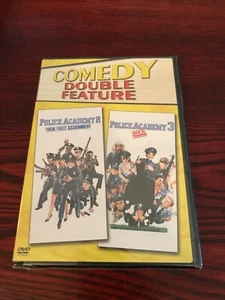 COMEDY
DOUBLE
FEATURE
POLICE ACADEMY 2
THEIR FIRST ASSIGNMENT
POLICE ACADEMY 3
DVD